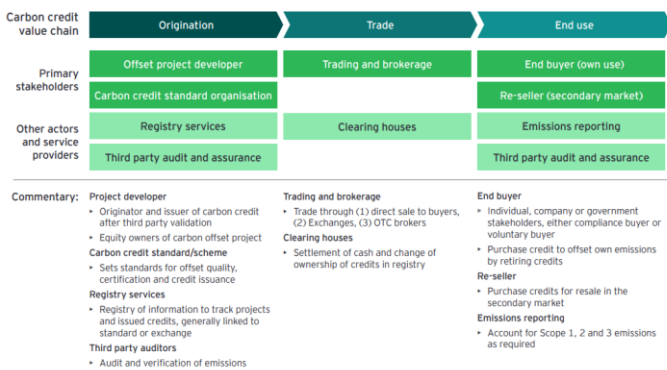 Carbon credit
value chain
Origination
Trade
End use
Primary
stakeholders
Offset project developer
Trading and brokerage
End buyer (own use)
Carbon credit standard organisation
Re-seller (secondary market)
Other actors
and service
providers
Registry services
Clearing houses
Emissions reporting
Third party audit and assurance
Third party audit and assurance
Commentary:
Project developer
▸ Originator and issuer of carbon credit
after third party validation
▸ Equity owners of carbon offset project
Carbon credit standard/scheme
▸ Sets standards for offset quality,
certification and credit issuance
Registry services
▸ Registry of information to track projects
and issued credits, generally linked to
standard or exchange
Third party auditors
▸ Audit and verification of emissions
Trading and brokerage
▸ Trade through (1) direct sale to buyers,
(2) Exchanges, (3) OTC brokers
Clearing houses
▸ Settlement of cash and change of
ownership of credits in registry
End buyer
▸ Individual, company or government
stakeholders, either compliance buyer or
voluntary buyer
▸ Purchase credit to offset own emissions
by retiring credits
Re-seller
▸ Purchase credits for resale in the
secondary market
Emissions reporting
▸ Account for Scope 1, 2 and 3 emissions
as required